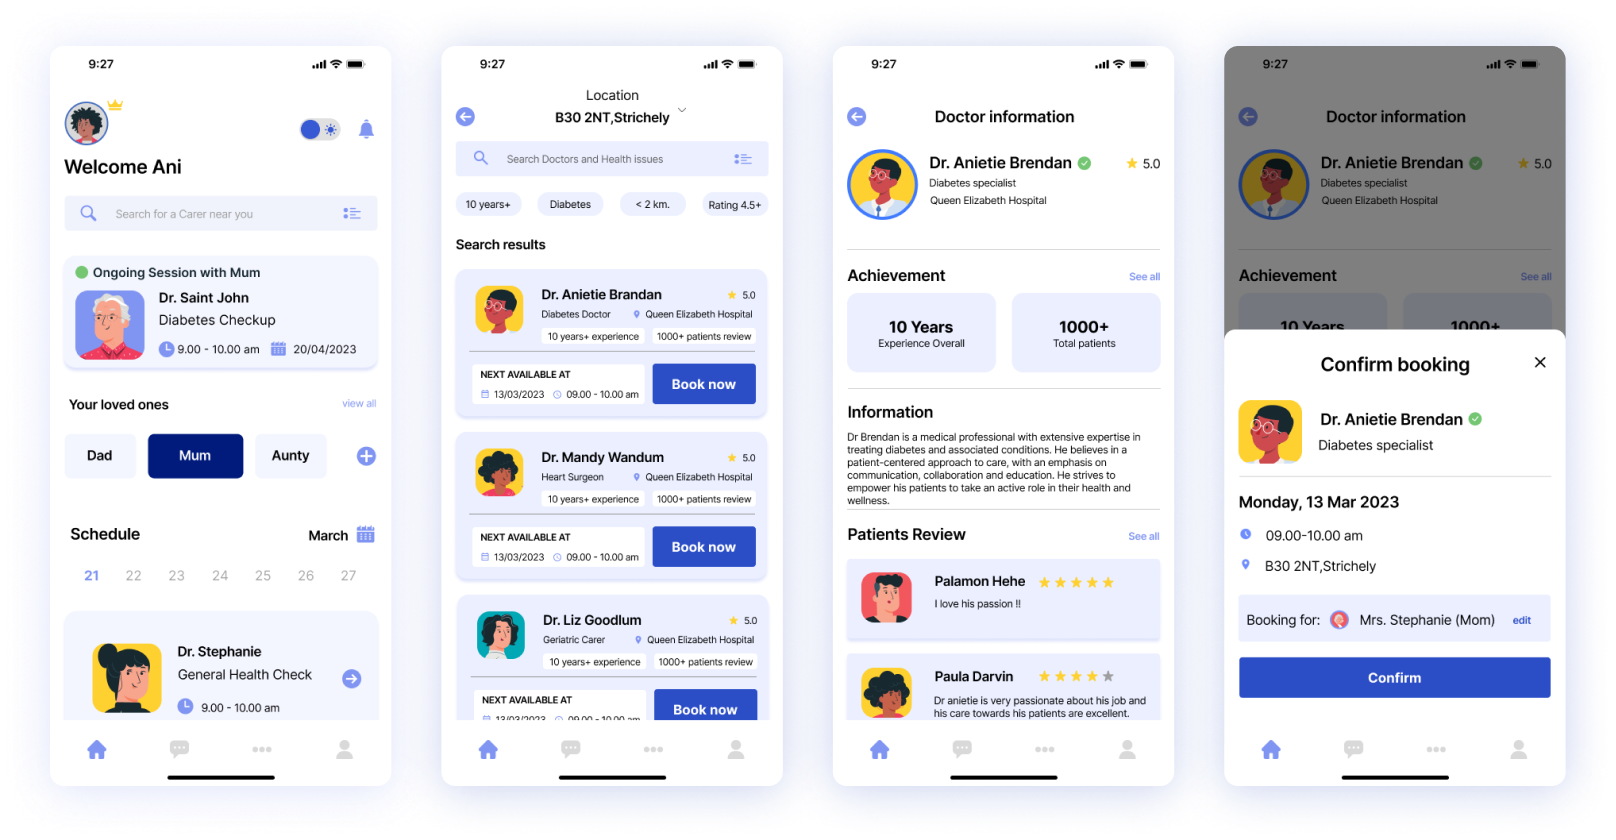 9:27
Welcome Ani
Search for a Carer near you
Ongoing Session with Mum
Dr. Saint John
Diabetes Checkup
9.00 - 10.00 am 20/04/2023
Your loved ones view all
Dad Mum Aunty
Schedule March
21 22 23 24 25 26 27
Dr. Stephanie
General Health Check
9.00 - 10.00 am
9:27
Location
B30 2NT,Strichely
Search Doctors and Health issues
10 years+ Diabetes < 2 km. Rating 4.5+
Search results
Dr. Anietie Brandan 5.0
Diabetes Doctor Queen Elizabeth Hospital
10 years+ experience 1000+ patients review
NEXT AVAILABLE AT
13/03/2023 09.00 - 10.00 am
Book now
Dr. Mandy Wandum 5.0
Heart Surgeon Queen Elizabeth Hospital
10 years+ experience 1000+ patients review
NEXT AVAILABLE AT
13/03/2023 09.00 - 10.00 am
Book now
Dr. Liz Goodlum 5.0
Geriatric Carer Queen Elizabeth Hospital
10 years+ experience 1000+ patients review
NEXT AVAILABLE AT
13/03/2023 09.00 - 10.00 am
Book now
9:27
Doctor information
Dr. Anietie Brendan 5.0
Diabetes specialist
Queen Elizabeth Hospital
Achievement See all
10 Years
Experience Overall
1000+
Total patients
Information
Dr Brendan is a medical professional with extensive expertise in
treating diabetes and associated conditions. He believes in a
patient-centered approach to care, with an emphasis on
communication, collaboration and education. He strives to
empower his patients to take an active role in their health and
wellness.
Patients Review See all
Palamon Hehe
I love his passion !!
Paula Darvin
Dr anietie is very passionate about his job and
his care towards his patients are excellent.
9:27
Doctor information
Dr. Anietie Brendan 5.0
Diabetes specialist
Queen Elizabeth Hospital
Achievement See all
10 Years 1000+
Confirm booking
Dr. Anietie Brendan
Diabetes specialist
Monday, 13 Mar 2023
09.00-10.00 am
B30 2NT,Strichely
Booking for: Mrs. Stephanie (Mom) edit
Confirm